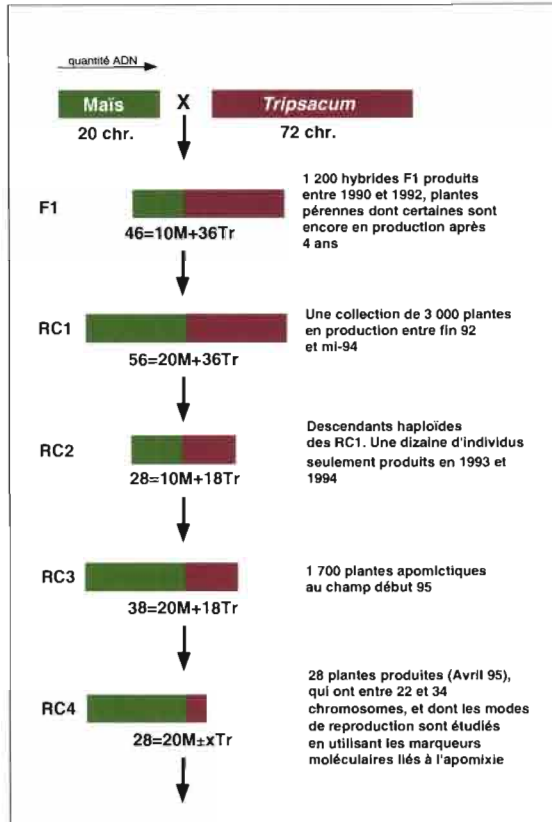 quantité ADN
Maïs X Tripsacum
20 chr. 72 chr.
F1
46=10M+36Tr
1 200 hybrides F1 produits
entre 1990 et 1992, plantes
pérennes dont certaines sont
encore en production après
4 ans
RC1
56=20M+36Tr
Une collection de 3 000 plantes
en production entre fin 92
et mi-94
RC2
28=10M+18Tr
Descendants haploïdes
des RC1. Une dizaine d'individus
seulement produits en 1993 et
1994
RC3
38=20M+18Tr
1 700 plantes apomictiques
au champ début 95
RC4
28=20M±xTr
28 plantes produites (Avril 95),
qui ont entre 22 et 34
chromosomes, et dont les modes
de reproduction sont étudiés
en utilisant les marqueurs
moléculaires liés à l'apomixie